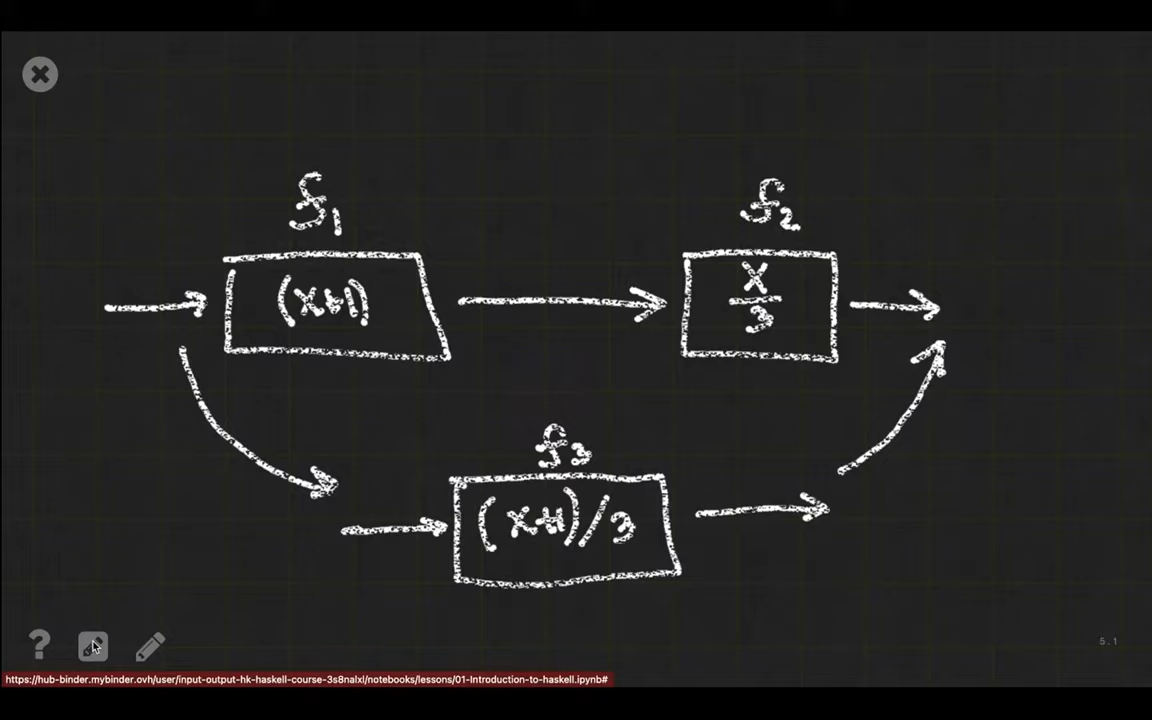 f1
f2
(x+1)
x
3
f3
(x+1)/3
?
5.1
https://hub-binder.mybinder.ovh/user/input-output-hk-haskell-course-3s8nalxl/notebooks/lessons/01-Introduction-to-haskell.ipynb#